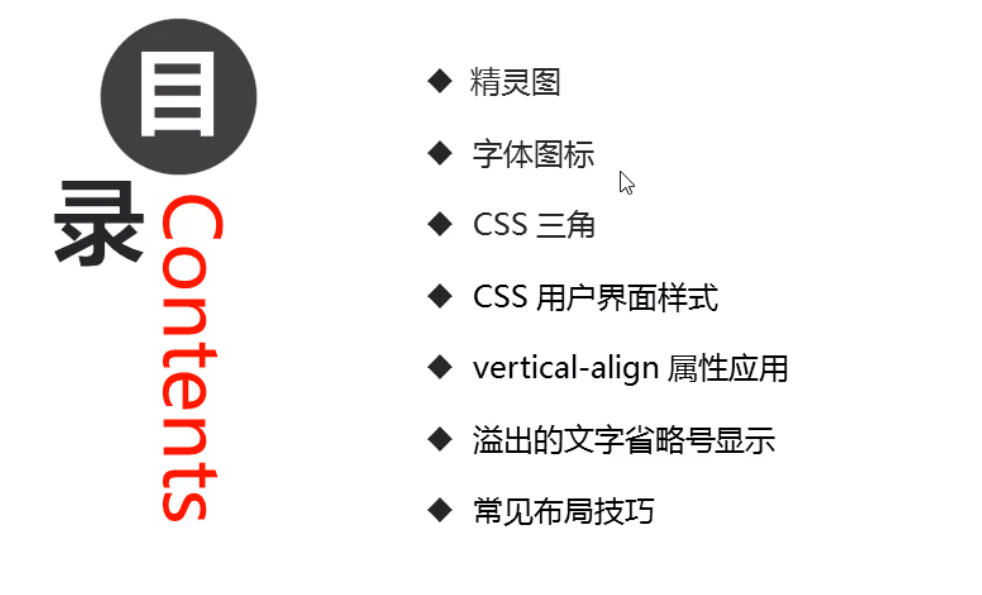 目录
Contents
精灵图
字体图标
CSS 三角
CSS 用户界面样式
vertical-align 属性应用
溢出的文字省略号显示
常见布局技巧